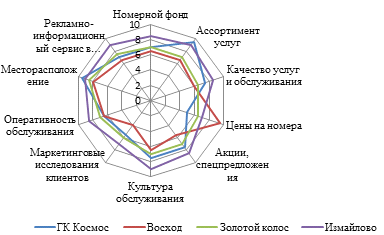 Номерной фонд
Рекламно-
информационн
ый сервис в...
Ассортимент
услуг
Месторасполож
ение
Качество услуг
и обслуживания
Оперативность
обслуживания
Цены на номера
Маркетинговые
исследования
клиентов
Акции,
спецпредложен
ия
Культура
обслуживания
10
8
6
4
2
0
ГК Космос Восход Золотой колос Измайлово